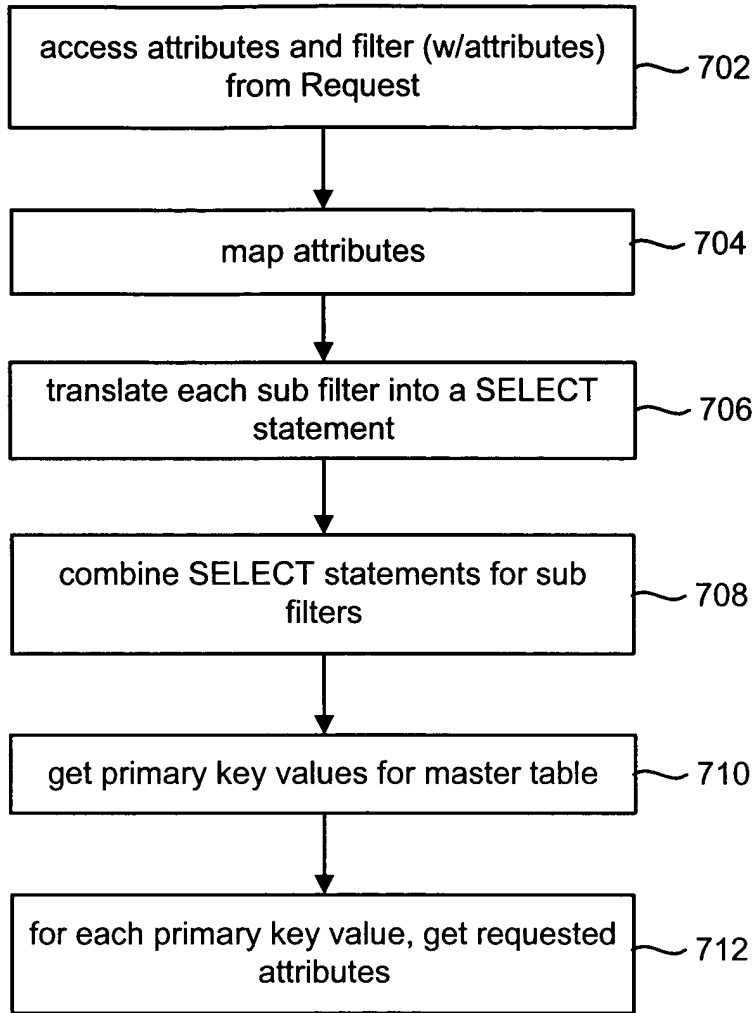 access attributes and filter (w/attributes)
from Request
702
map attributes
704
translate each sub filter into a SELECT
statement
706
combine SELECT statements for sub
filters
708
get primary key values for master table
710
for each primary key value, get requested
attributes
712